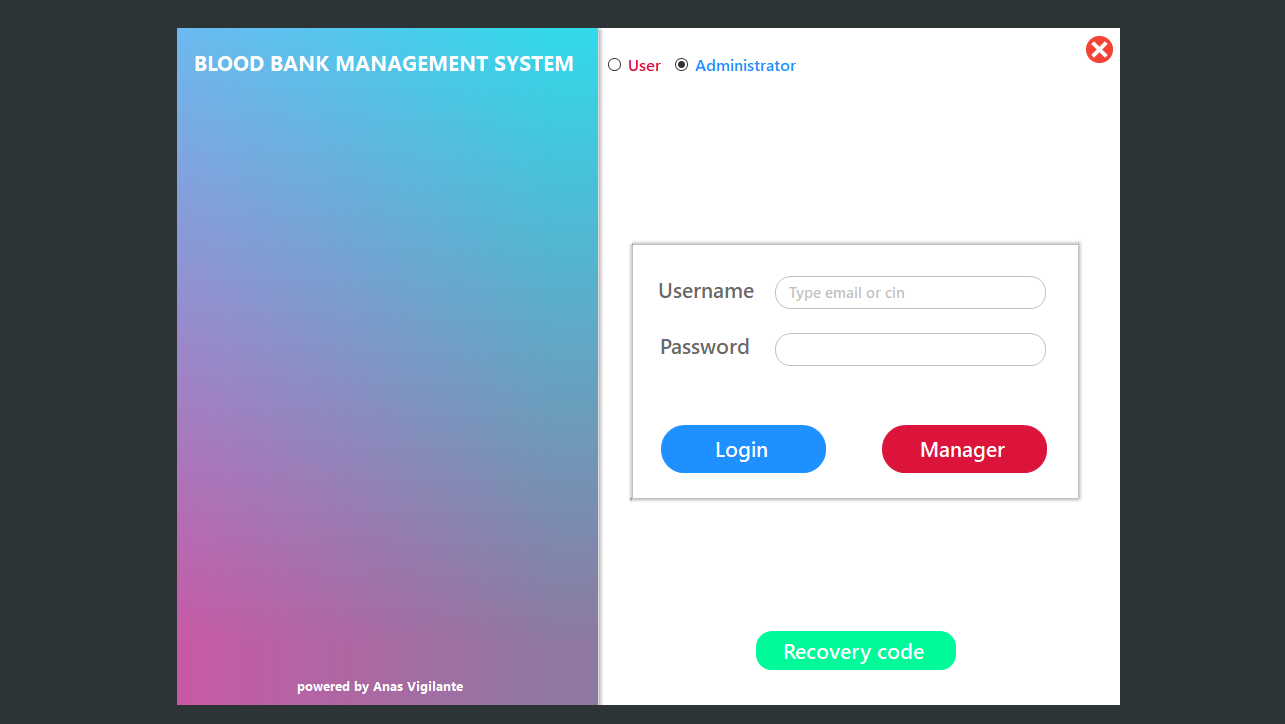 BLOOD BANK MANAGEMENT SYSTEM
User Administrator
Username Type email or cin
Password
Login Manager
Recovery code
powered by Anas Vigilante